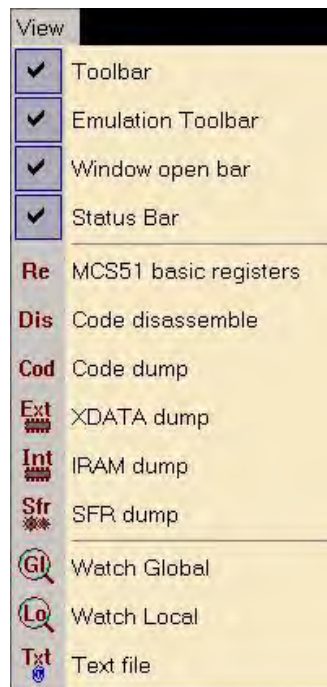 View
Toolbar
Emulation Toolbar
Window open bar
Status Bar
Re MCS51 basic registers
Dis Code disassemble
Cod Code dump
Ext XDATA dump
Int IRAM dump
Sfr SFR dump
Gl Watch Global
Lo Watch Local
Txt Text file